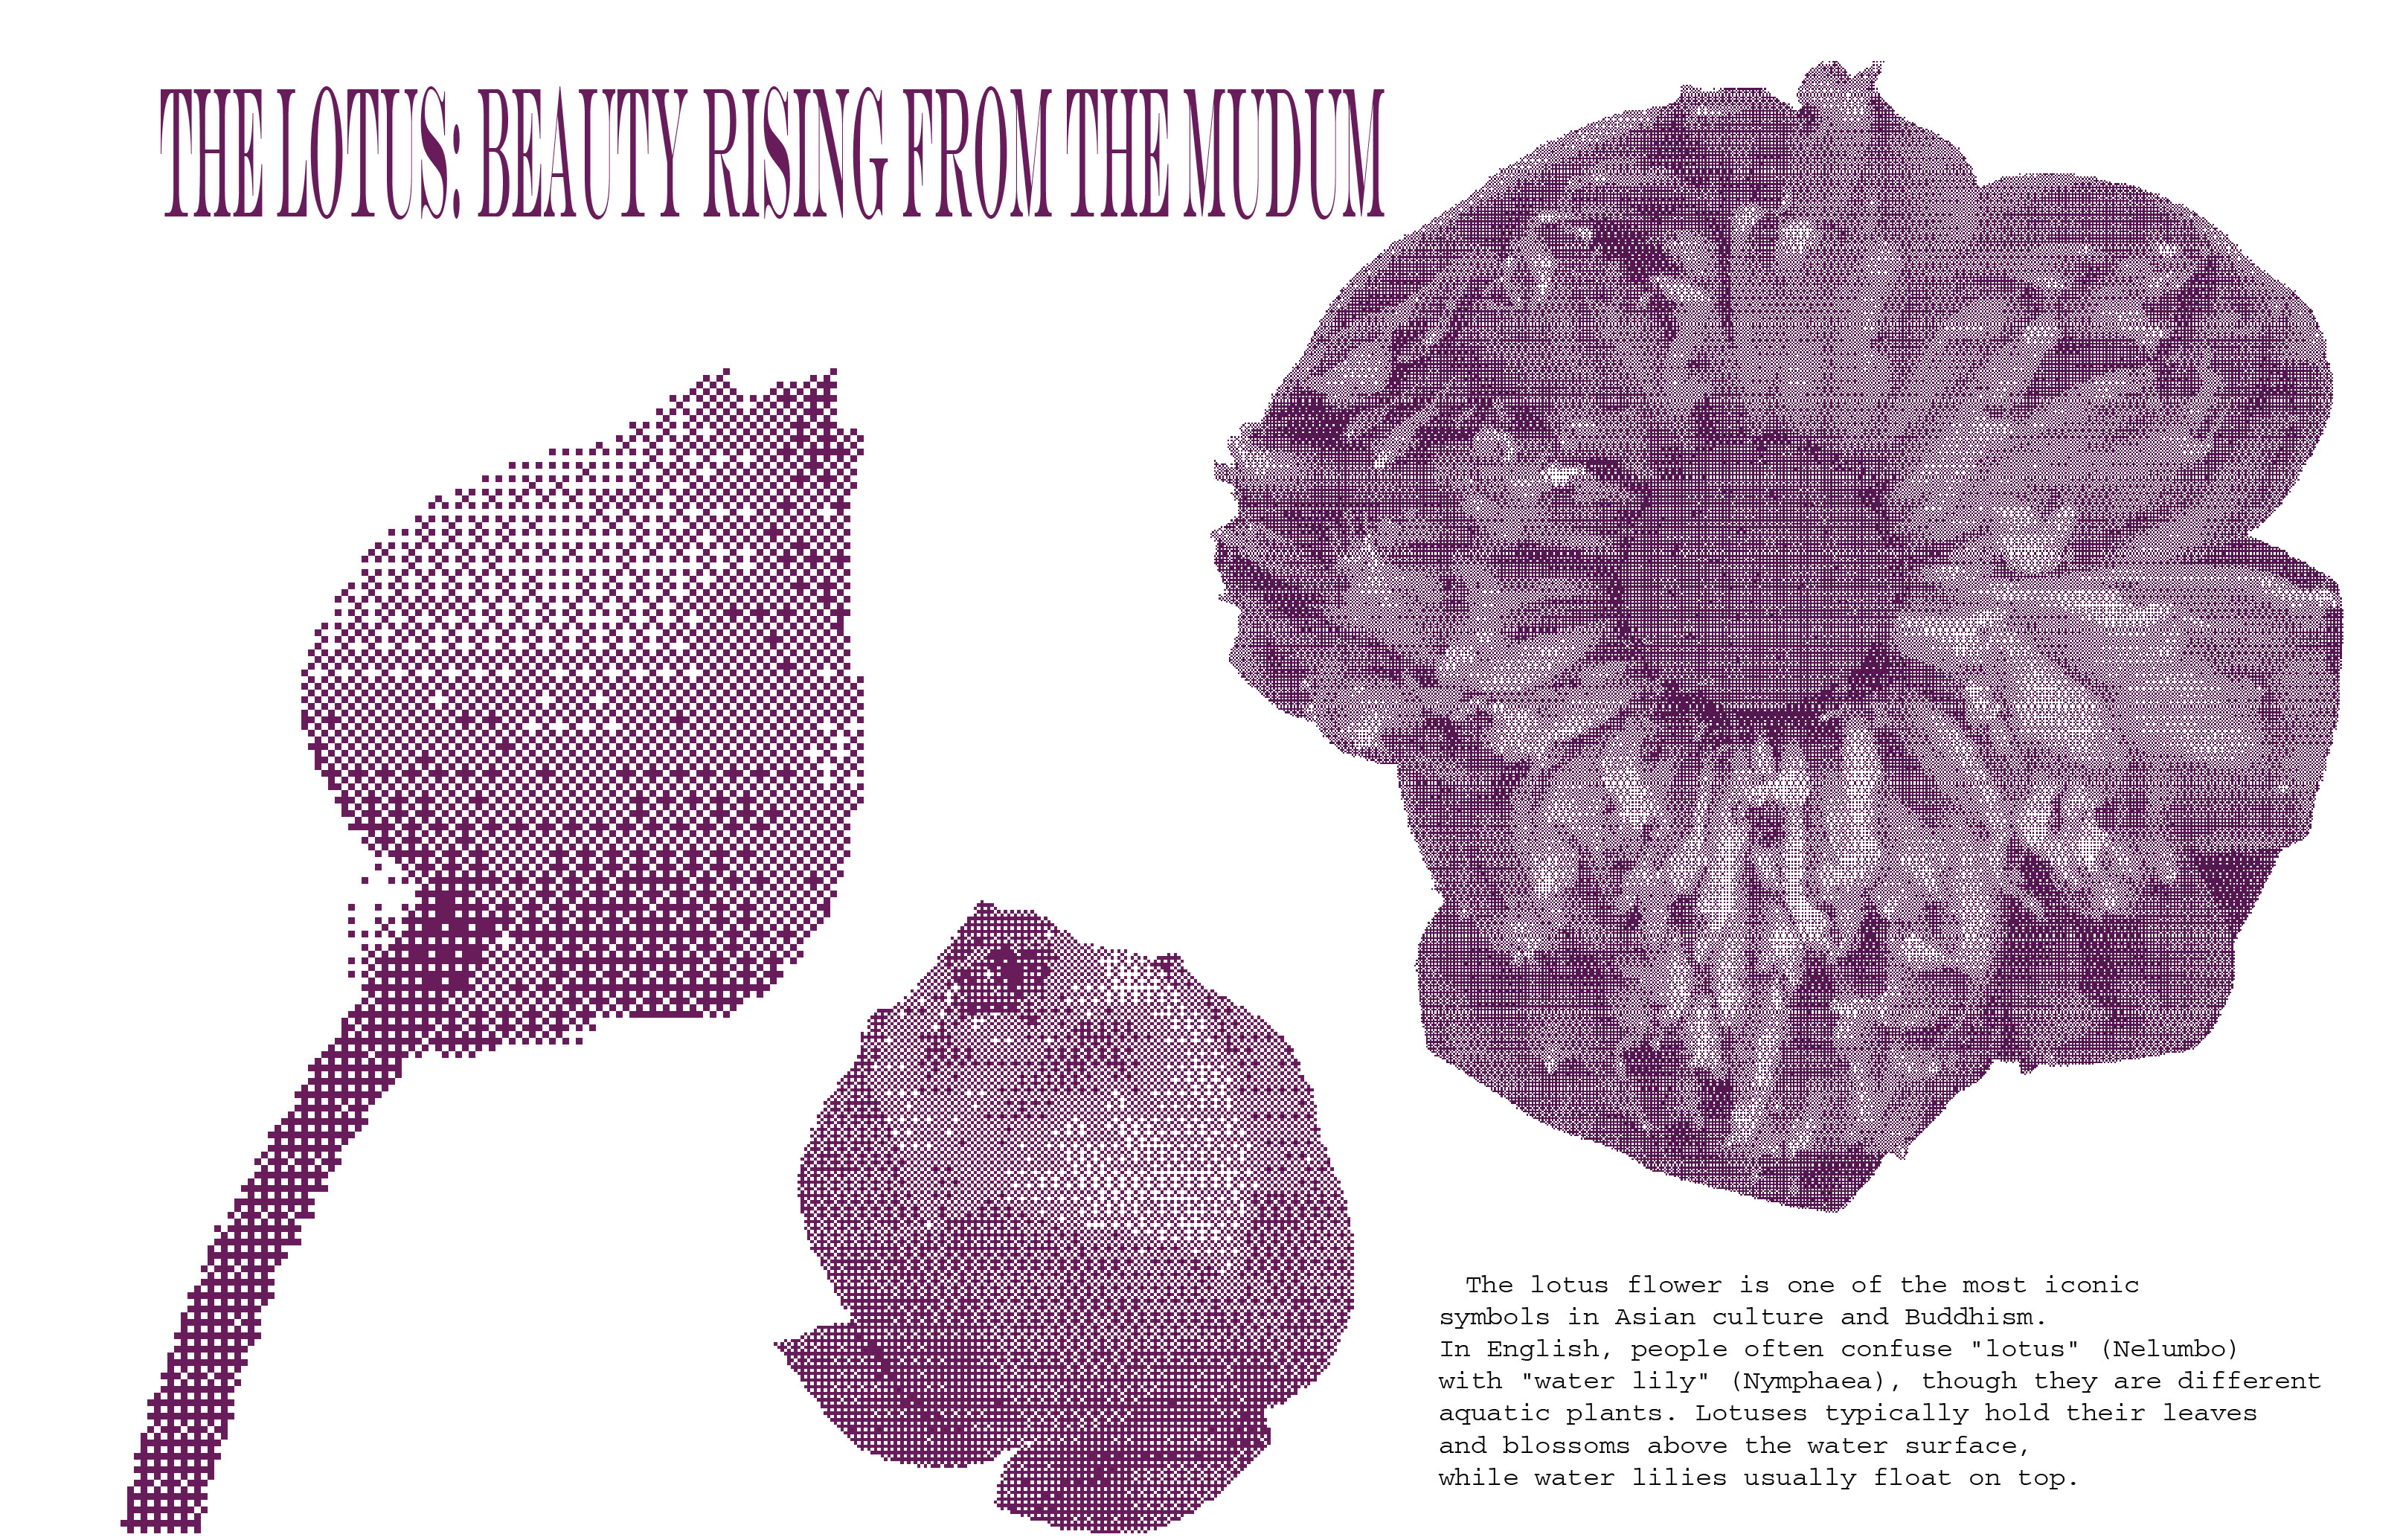 THE LOTUS: BEAUTY RISING FROM THE MUDUM
The lotus flower is one of the most iconic
symbols in Asian culture and Buddhism.
In English, people often confuse "lotus" (Nelumbo)
with "water lily" (Nymphaea), though they are different
aquatic plants. Lotuses typically hold their leaves
and blossoms above the water surface,
while water lilies usually float on top.